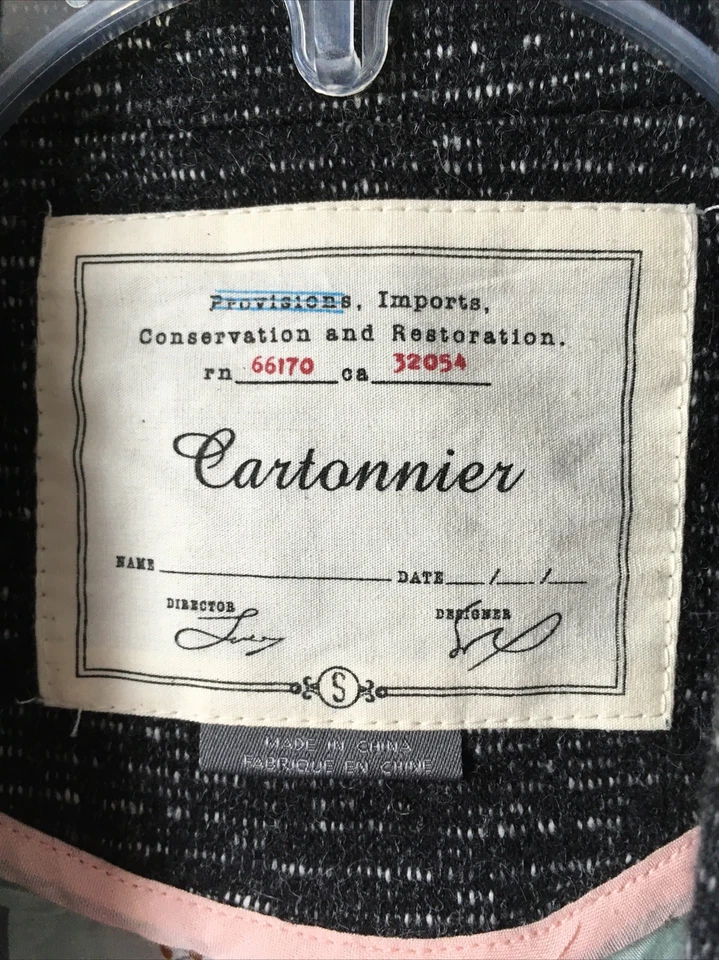 Provisions, Imports,
Conservation and Restoration.
rn 66170 ca 32054
Cartonnier
NAME DATE / /
DIRECTOR DESIGNER
S
MADE IN CHINA
FABRIQUE EN CHINE